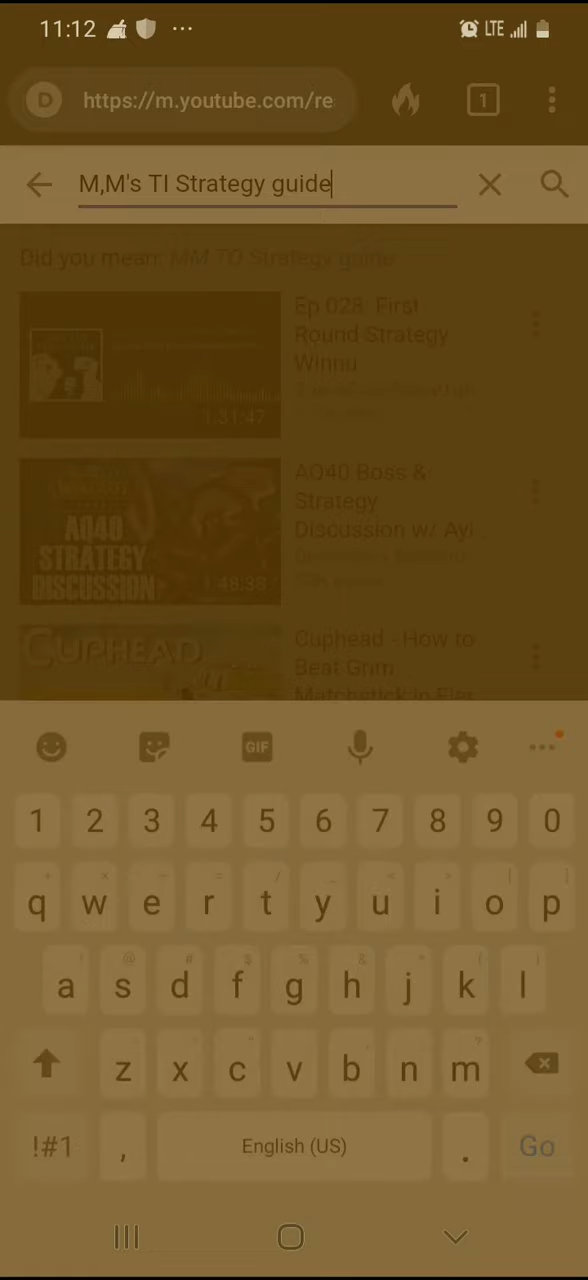 11:12
LTE
D https://m.youtube.com/re 1
M,M's TI Strategy guide
Did you mean: MM TO Strategy guide
Ep 028: First
Round Strategy
Winnu
1:31:47
AQ40 Boss &
Strategy
Discussion w/ Ayl
AQ40
STRATEGY
DISCUSSION
1:48:38
CUPHEAD
Cuphead - How to
Beat Grim
Matchstick in Fier
GIF
1 2 3 4 5 6 7 8 9 0
q w e r t y u i o p
a s d f g h j k l
z x c v b n m
!#1 , English (US) . Go